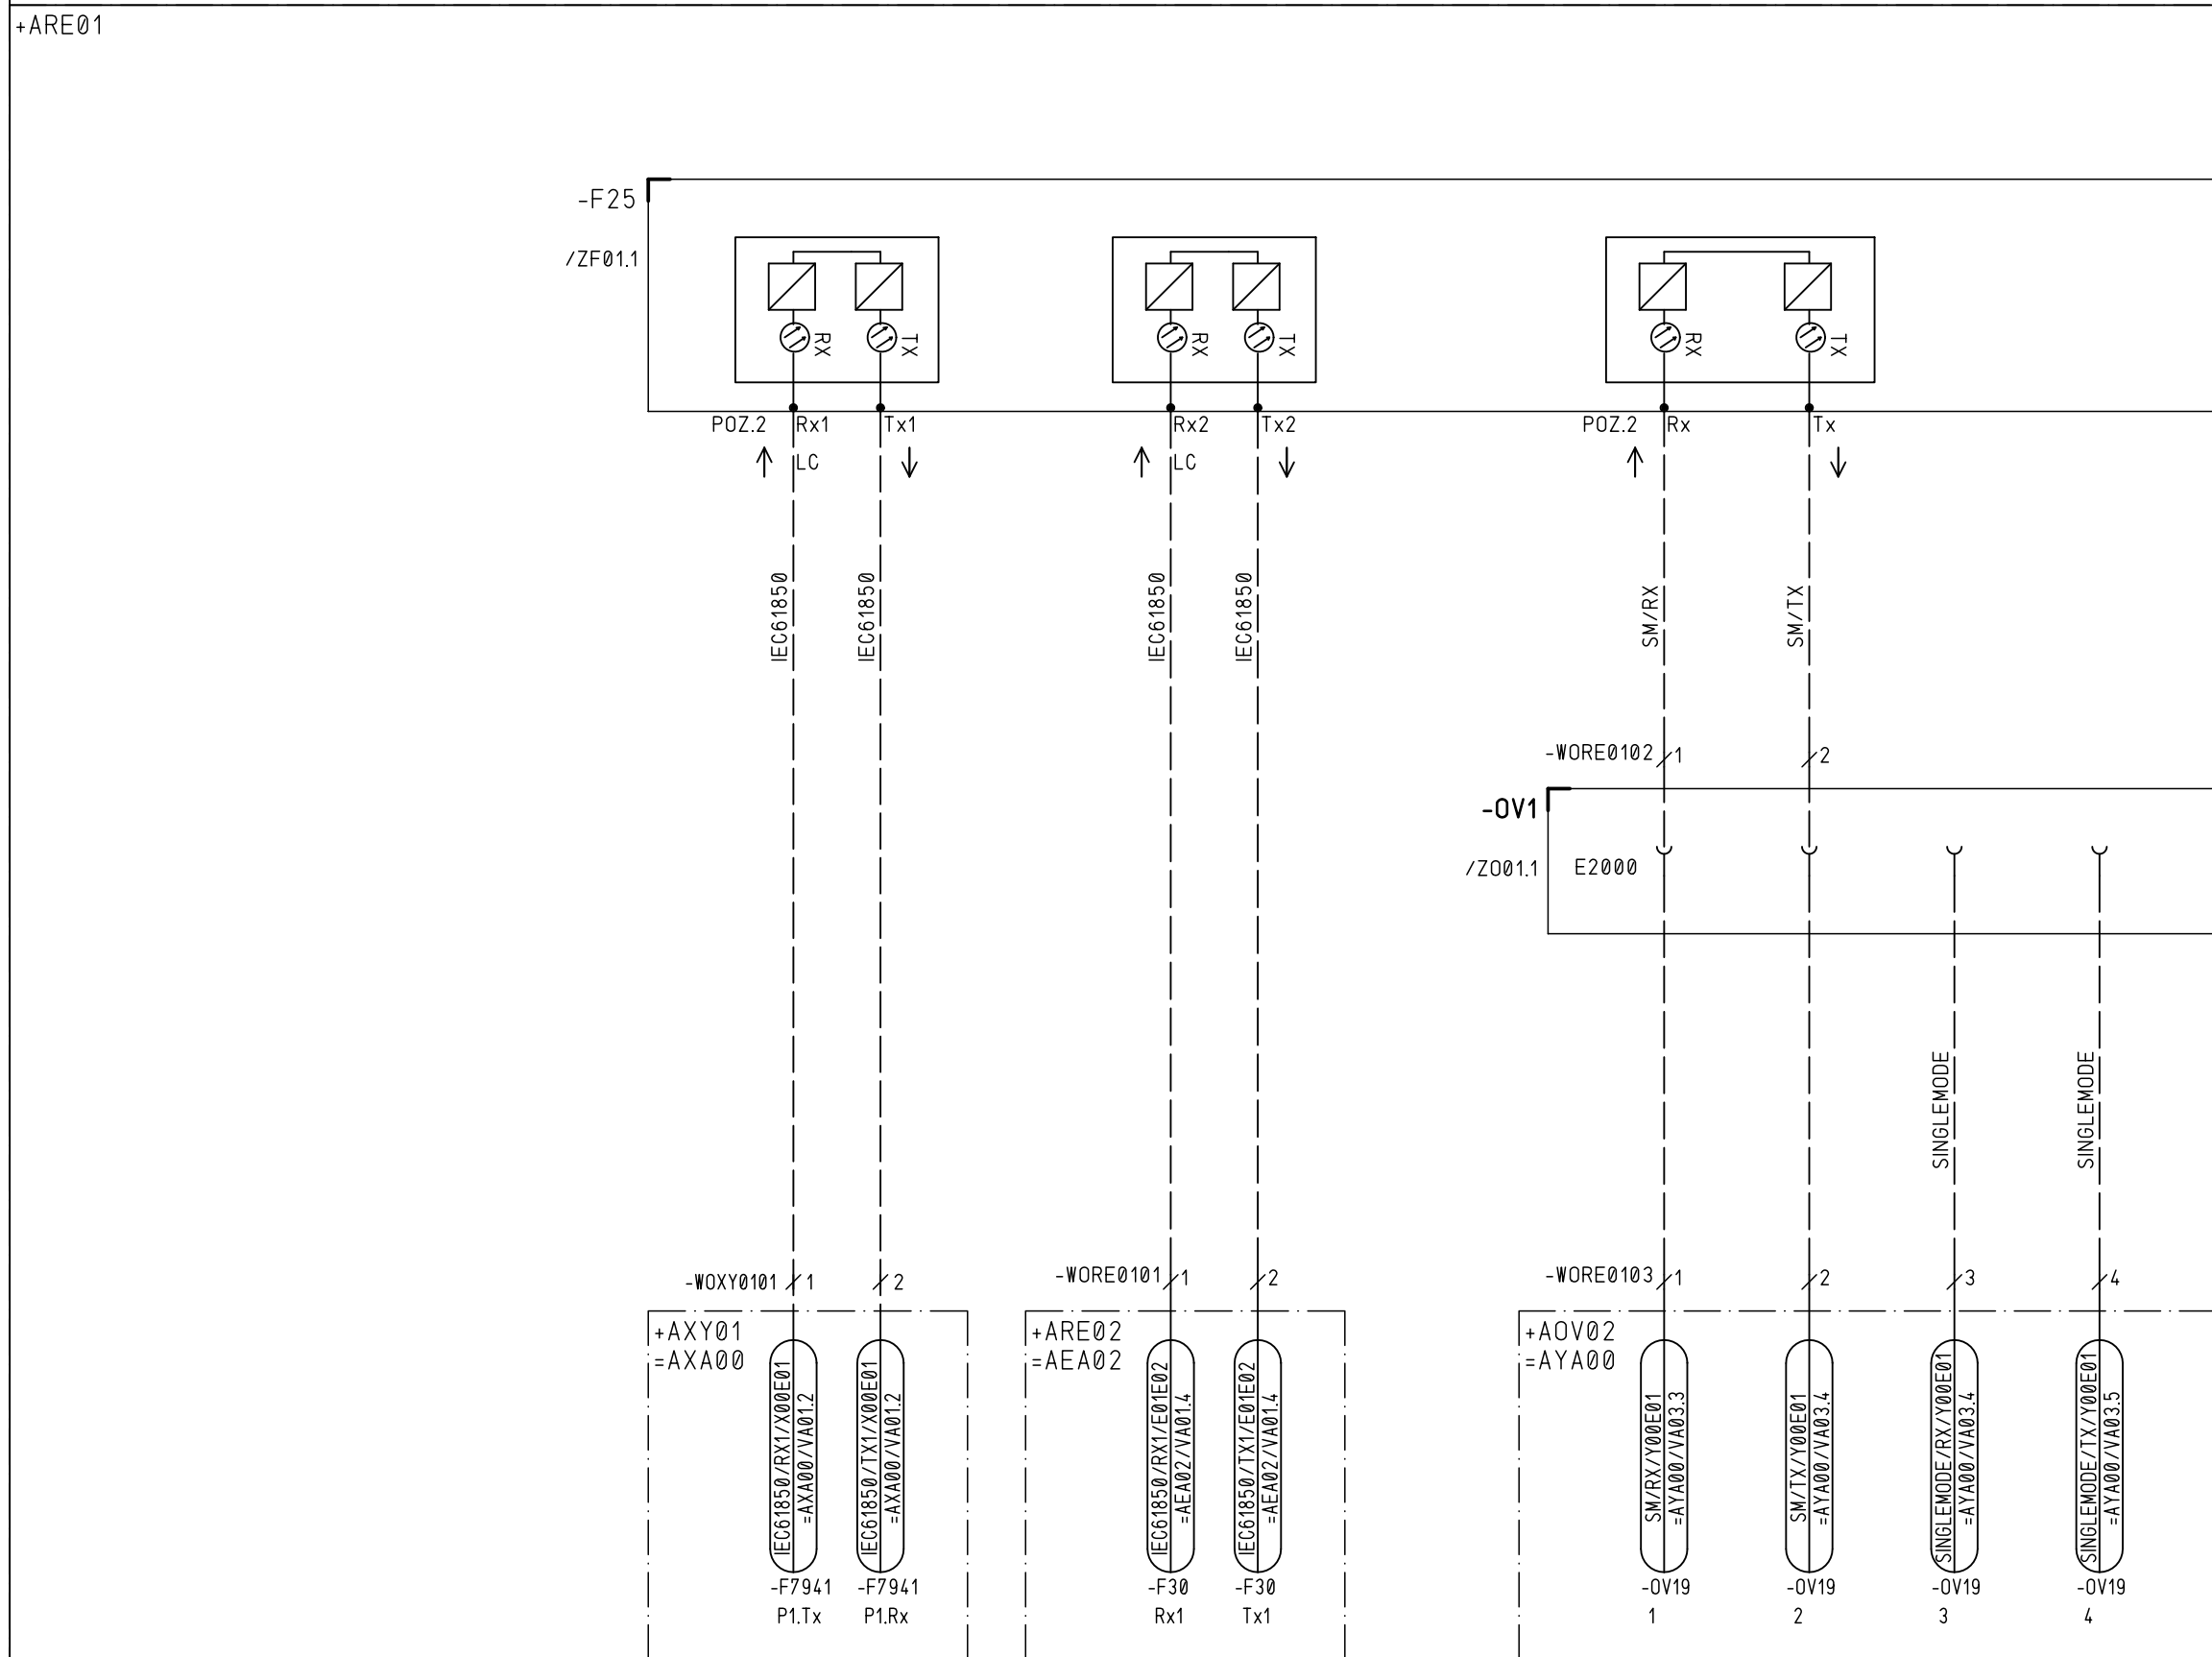 +ARE01
-F25
/ZF01.1
RX
TX
RX
TX
RX
TX
POZ.2
Rx1
Tx1
Rx2
Tx2
POZ.2
Rx
Tx
LC
LC
IEC61850
IEC61850
IEC61850
IEC61850
SM/RX
SM/TX
-WORE0102
1
2
-OV1
/ZO01.1
E2000
SINGLEMODE
SINGLEMODE
-WOXY0101
1
2
-WORE0101
1
2
-WORE0103
1
2
3
4
+AXY01
=AXA00
+ARE02
=AEA02
+AOV02
=AYA00
IEC61850/RX1/X00E01
=AXA00/VA01.2
IEC61850/TX1/X00E01
=AXA00/VA01.2
IEC61850/RX1/E01E02
=AEA02/VA01.4
IEC61850/TX1/E01E02
=AEA02/VA01.4
SM/RX/Y00E01
=AYA00/VA03.3
SM/TX/Y00E01
=AYA00/VA03.4
SINGLEMODE/RX/Y00E01
=AYA00/VA03.4
SINGLEMODE/TX/Y00E01
=AYA00/VA03.5
-F7941
-F7941
-F30
-F30
-OV19
-OV19
-OV19
-OV19
P1.Tx
P1.Rx
Rx1
Tx1
1
2
3
4